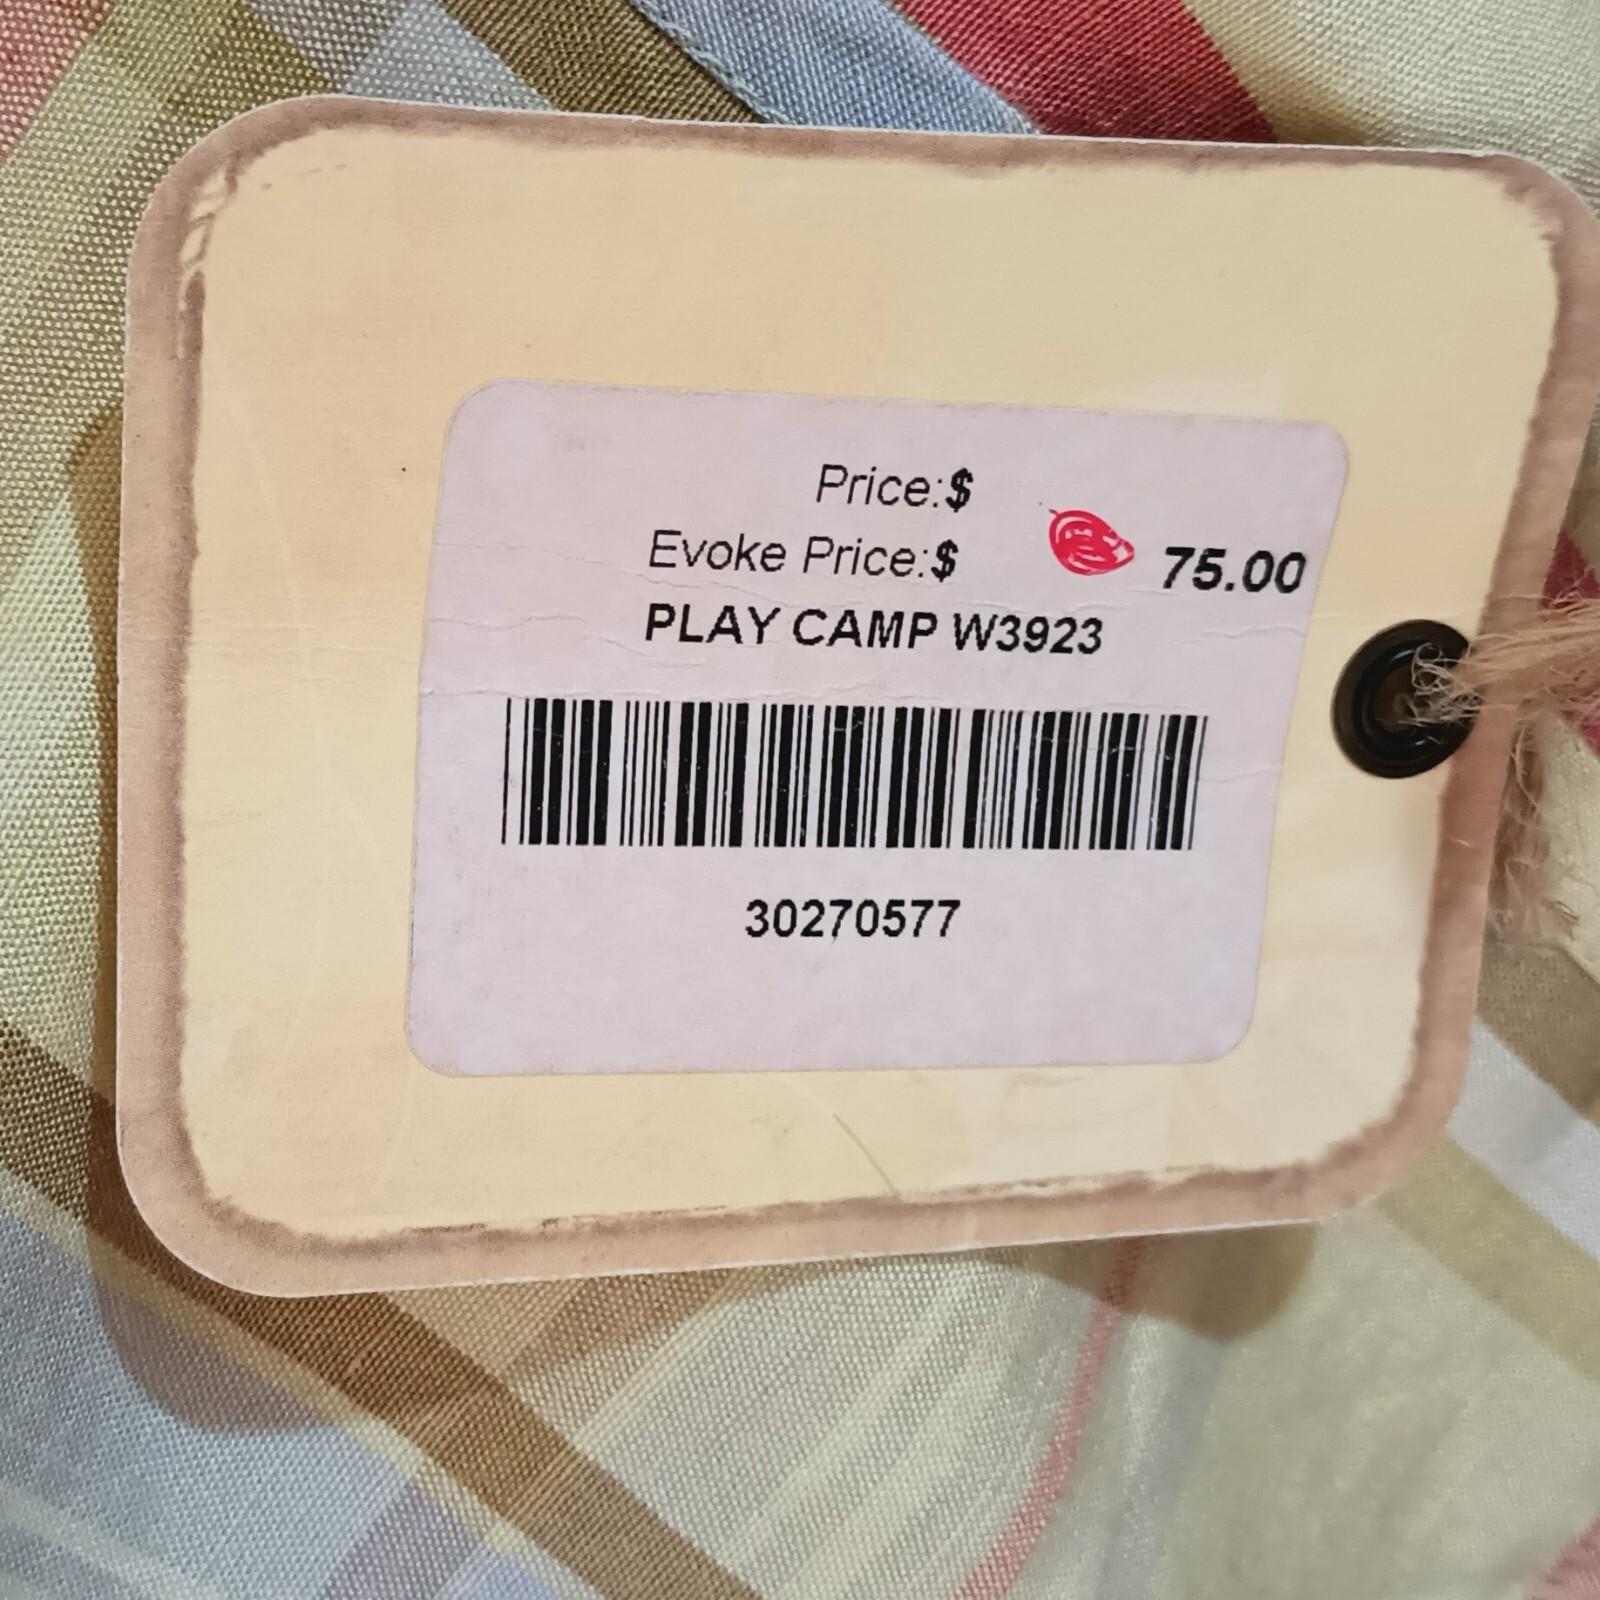 Price:$
Evoke Price:$ 75.00
PLAY CAMP W3923
30270577